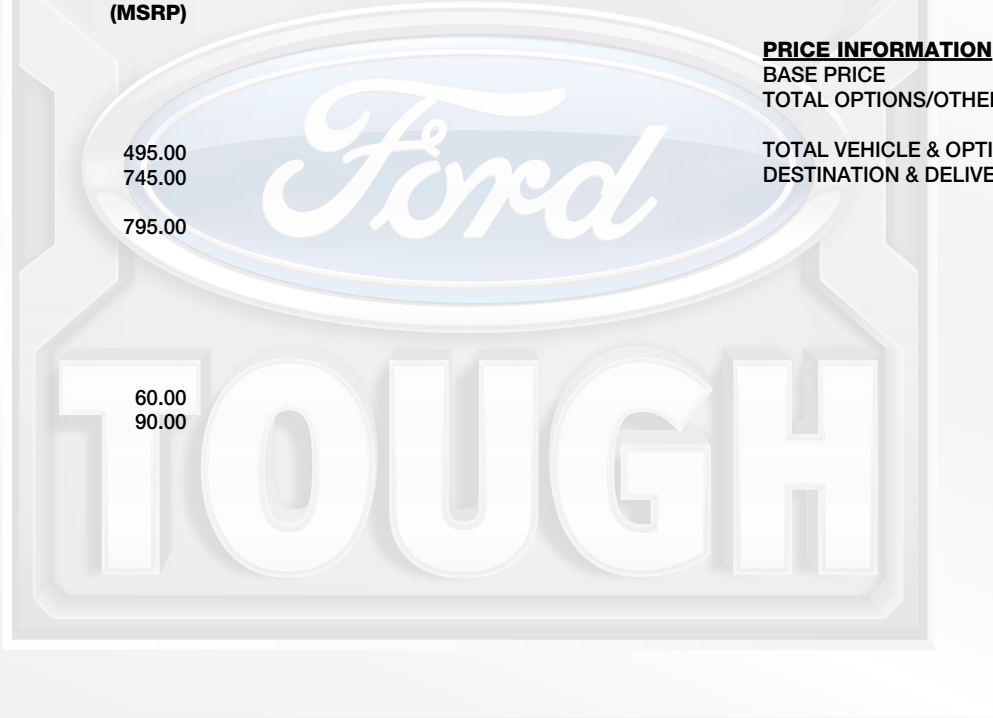 (MSRP)
495.00
745.00
795.00
60.00
90.00
PRICE INFORMATION
BASE PRICE
TOTAL OPTIONS/OTHER
TOTAL VEHICLE & OPTI
DESTINATION & DELIVE
Ford
TOUGH